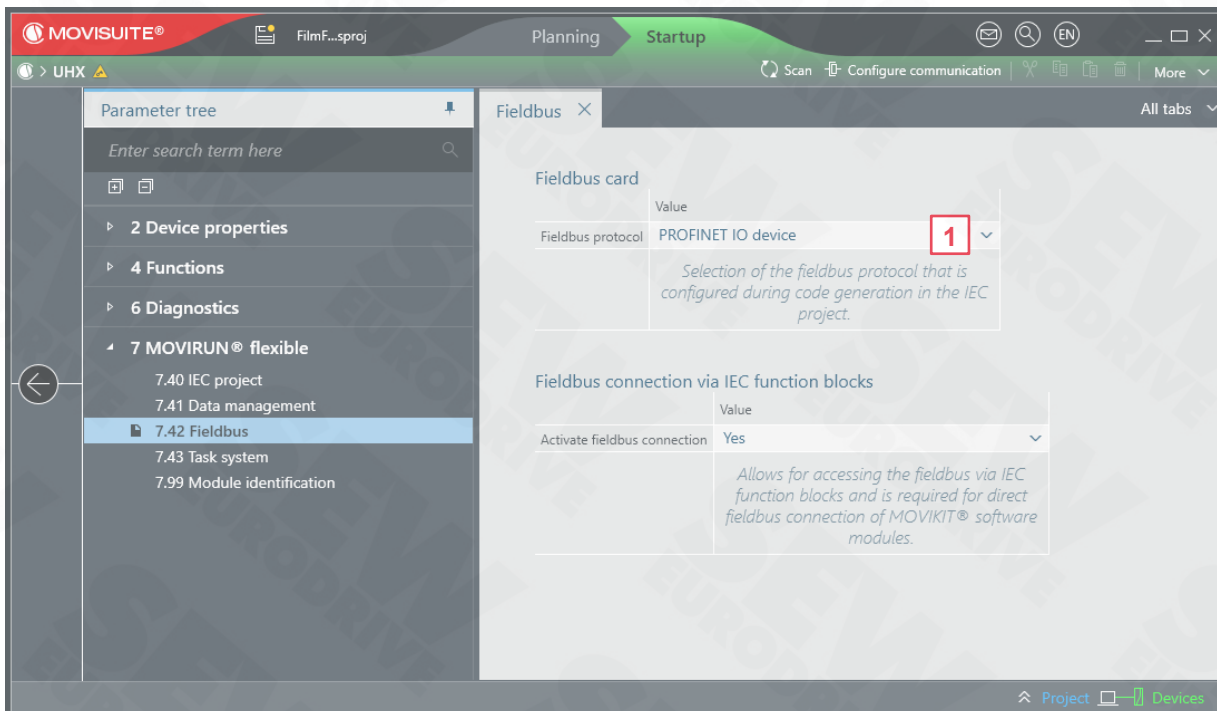 MOVISUITE®
FilmF...sproj
Planning
Startup
EN
> UHX
Scan
Configure communication
More
Parameter tree
Enter search term here
2 Device properties
4 Functions
6 Diagnostics
7 MOVIRUN® flexible
7.40 IEC project
7.41 Data management
7.42 Fieldbus
7.43 Task system
7.99 Module identification
Fieldbus
All tabs
Fieldbus card
Value
Fieldbus protocol PROFINET IO device 1
Selection of the fieldbus protocol that is
configured during code generation in the IEC
project.
Fieldbus connection via IEC function blocks
Value
Activate fieldbus connection Yes
Allows for accessing the fieldbus via IEC
function blocks and is required for direct
fieldbus connection of MOVIKIT® software
modules.
Project
Devices
SEW
EURODRIVE